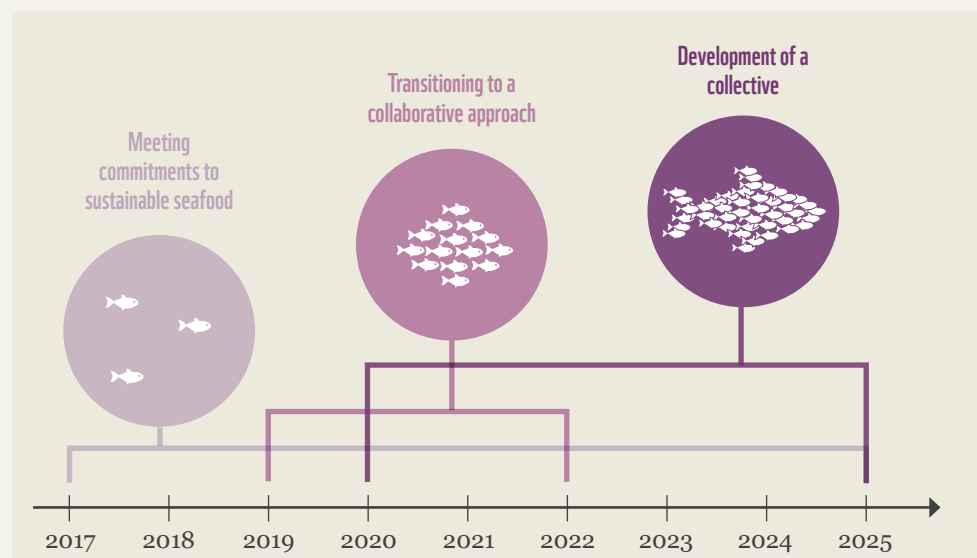 Meeting
commitments to
sustainable seafood
Transitioning to a
collaborative approach
Development of a
collective
2017 2018 2019 2020 2021 2022 2023 2024 2025